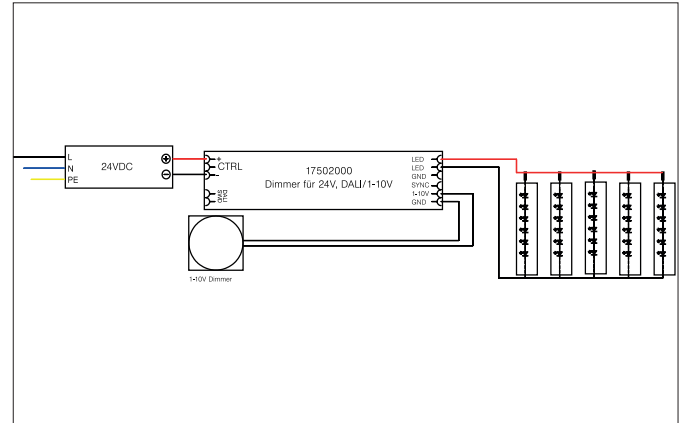 L
N
PE
24VDC
+
-
+
CTRL
-
DALI
SVND
17502000
Dimmer für 24V, DALI/1-10V
LED
LED
GND
SYNC
1-10V
GND
1-10V Dimmer